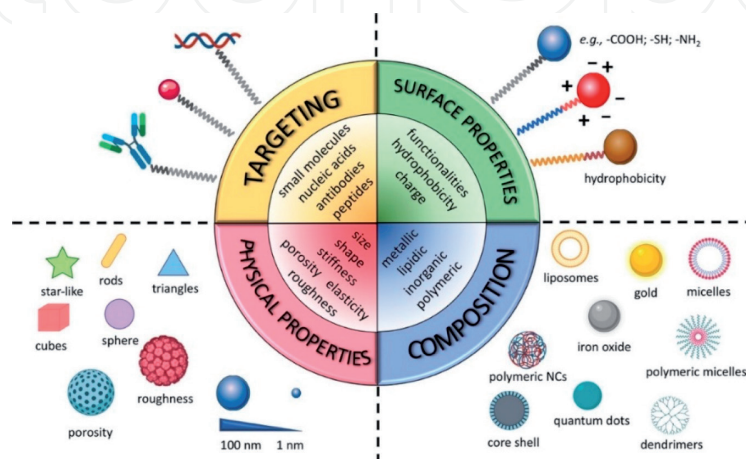 e.g., -COOH; -SH; -NH₂
+
−
+
+
−
+
−
hydrophobicity
TARGETING
small molecules
nucleic acids
antibodies
peptides
SURFACE PROPERTIES
functionalities
hydrophobicity
charge
PHYSICAL PROPERTIES
size
shape
stiffness
porosity elasticity
roughness
COMPOSITION
metallic
lipidic
inorganic
polymeric
star-like
rods
triangles
cubes
sphere
roughness
porosity
100 nm 1 nm
liposomes
gold
micelles
iron oxide
polymeric NCs
polymeric micelles
core shell
quantum dots
dendrimers